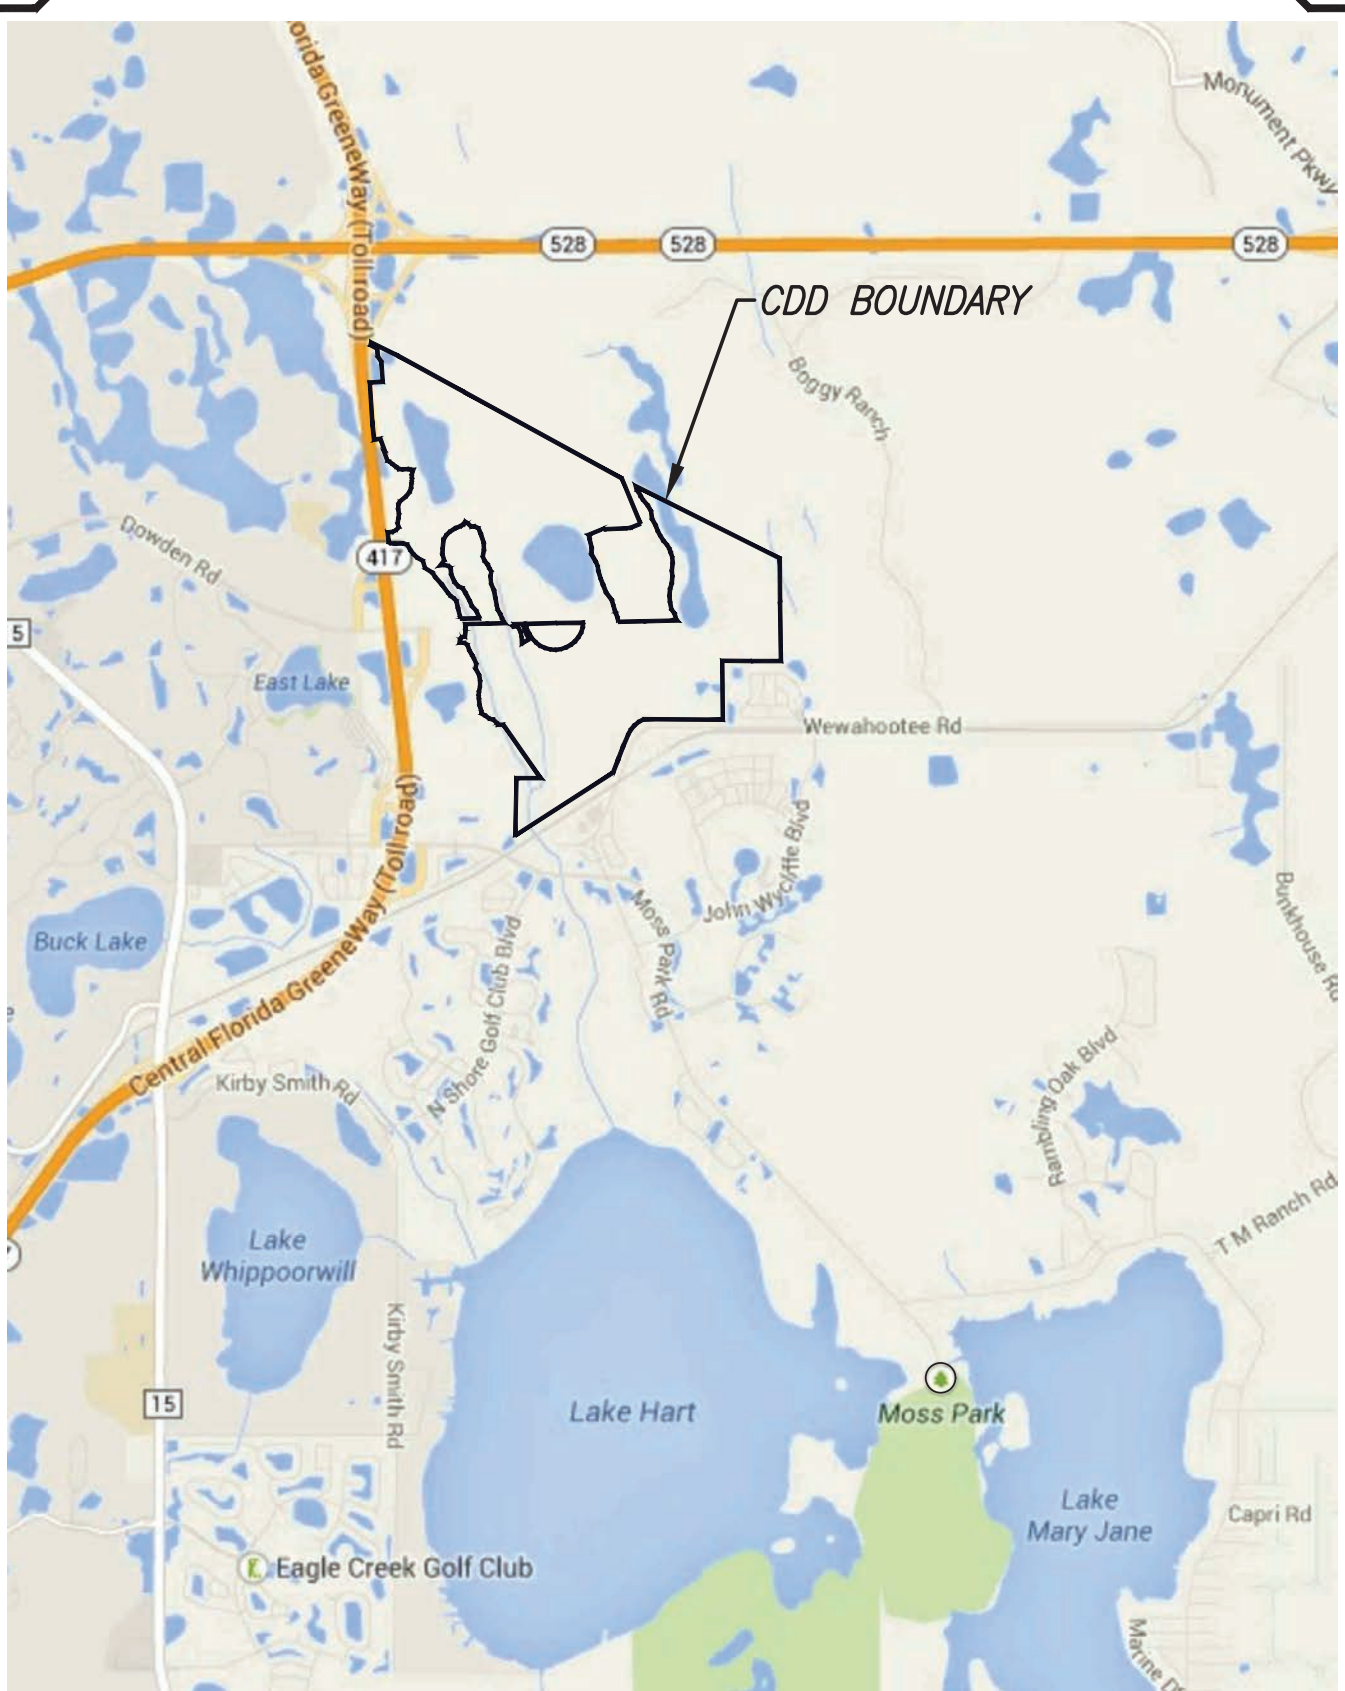 orida GreeneWay (Toll road)
Monument Pkwy
528
528
528
CDD BOUNDARY
Boggy Ranch
Dowden Rd
417
5
East Lake
Wewahootee Rd
John Wycliffe Blvd
Bunkhouse Rd
Moss Park Rd
Buck Lake
N Shore Golf Club Blvd
Central Florida GreeneWay (Toll road)
Kirby Smith Rd
Rambling Oak Blvd
T M Ranch Rd
Lake
Whippoorwill
Kirby Smith Rd
15
Lake Hart
Moss Park
Lake
Mary Jane
Capri Rd
Eagle Creek Golf Club
Marine D